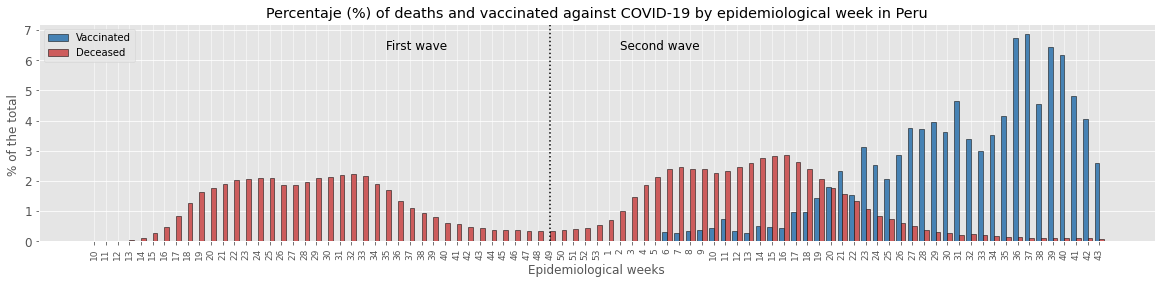 Percentaje (%) of deaths and vaccinated against COVID-19 by epidemiological week in Peru
7
6
5
4
3
2
1
0
% of the total
Vaccinated
Deceased
First wave
Second wave
10 11 12 13 14 15 16 17 18 19 20 21 22 23 24 25 26 27 28 29 30 31 32 33 34 35 36 37 38 39 40 41 42 43 44 45 46 47 48 49 50 51 52 53 1 2 3 4 5 6 7 8 9 10 11 12 13 14 15 16 17 18 19 20 21 22 23 24 25 26 27 28 29 30 31 32 33 34 35 36 37 38 39 40 41 42 43
Epidemiological weeks